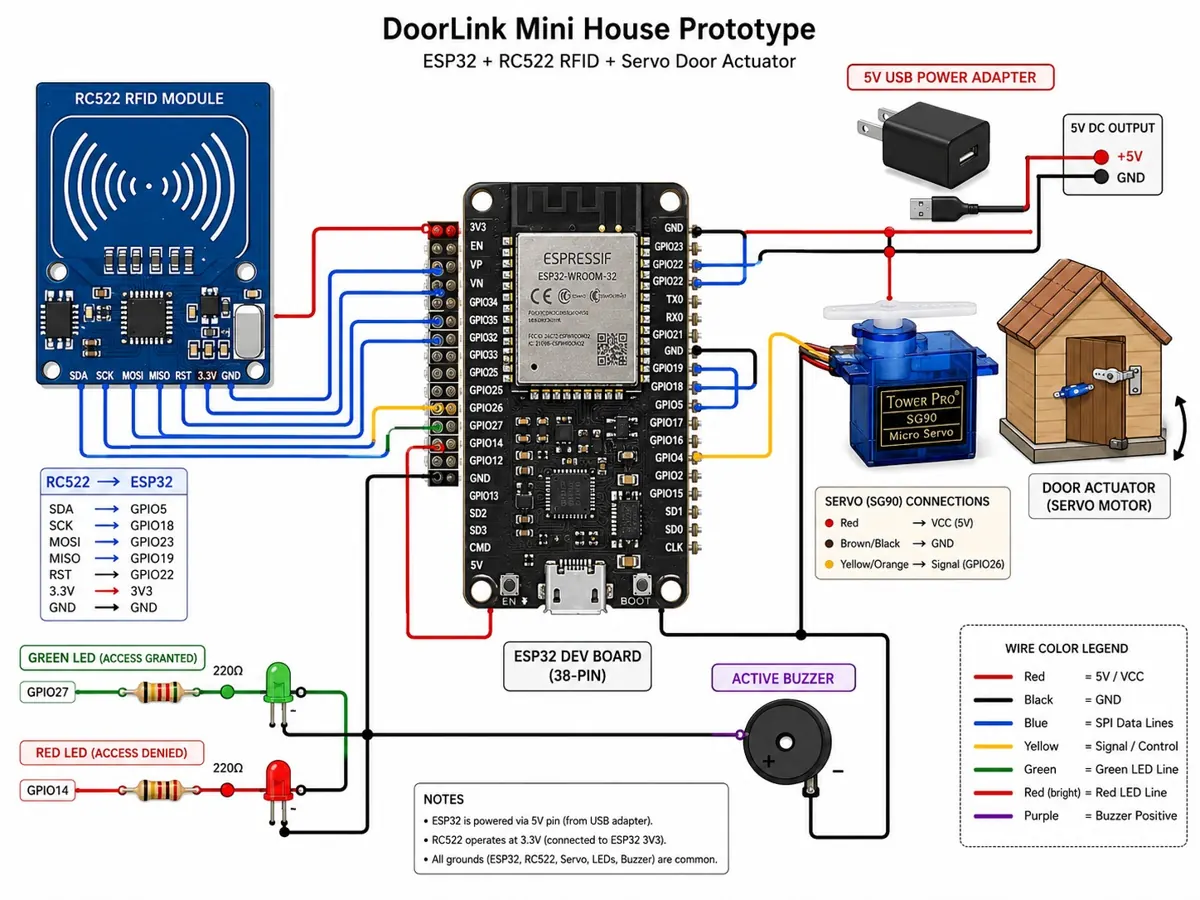 DoorLink Mini House Prototype
ESP32 + RC522 RFID + Servo Door Actuator
RC522 RFID MODULE
SDA SCK MOSI MISO RST 3.3V GND
5V USB POWER ADAPTER
5V DC OUTPUT
+5V
GND
3V3
EN
VP
VN
GPIO34
GPIO35
GPIO32
GPIO33
GPIO25
GPIO25
GPIO26
GPIO27
GPIO14
GPIO12
GND
GPIO13
SD2
SD3
CMD
5V
ESPRESSIF
ESP32-WROOM-32
CE
GND
GPIO23
GPIO22
GPIO22
TX0
RX0
GPIO21
GND
GPIO19
GPIO18
GPIO5
GPIO17
GPIO16
GPIO4
GPIO2
GPIO15
SD1
SD0
CLK
EN
BOOT
ESP32 DEV BOARD
(38-PIN)
TOWER PRO
SG90
Micro Servo
DOOR ACTUATOR
(SERVO MOTOR)
SERVO (SG90) CONNECTIONS
Red → VCC (5V)
Brown/Black → GND
Yellow/Orange → Signal (GPIO26)
RC522 → ESP32
SDA → GPIO5
SCK → GPIO18
MOSI → GPIO23
MISO → GPIO19
RST → GPIO22
3.3V → 3V3
GND → GND
GREEN LED (ACCESS GRANTED)
GPIO27
220Ω
-
RED LED (ACCESS DENIED)
GPIO14
220Ω
-
ACTIVE BUZZER
+
-
NOTES
• ESP32 is powered via 5V pin (from USB adapter).
• RC522 operates at 3.3V (connected to ESP32 3V3).
• All grounds (ESP32, RC522, Servo, LEDs, Buzzer) are common.
WIRE COLOR LEGEND
Red = 5V / VCC
Black = GND
Blue = SPI Data Lines
Yellow = Signal / Control
Green = Green LED Line
Red (bright) = Red LED Line
Purple = Buzzer Positive